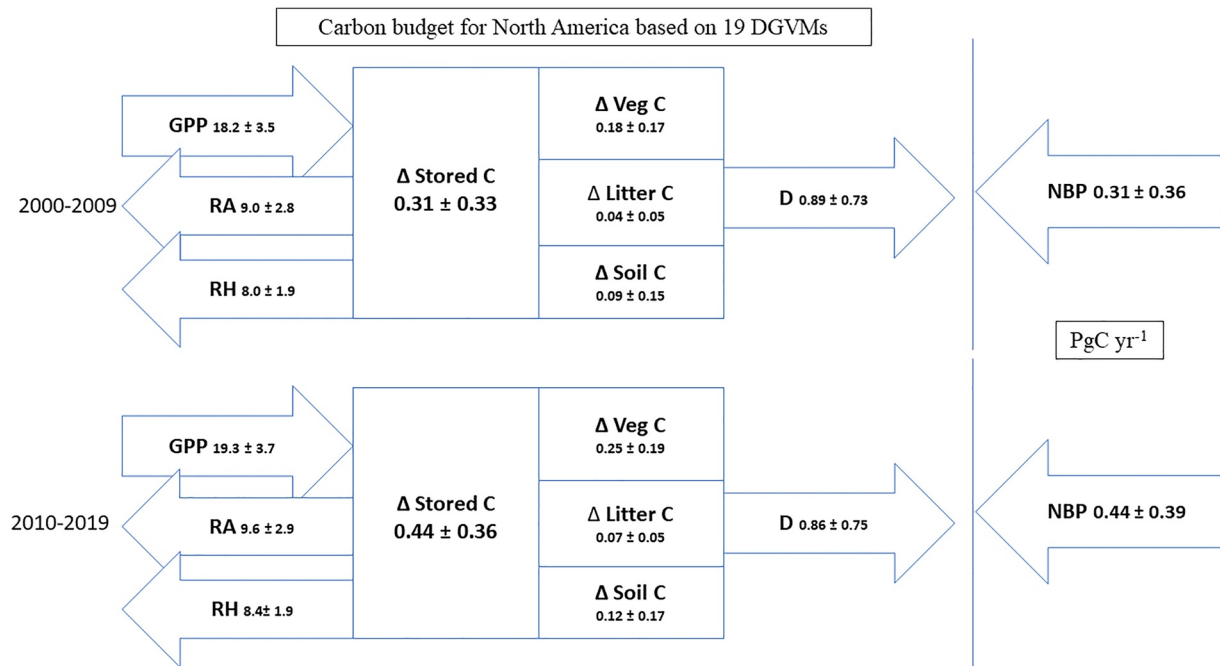 Carbon budget for North America based on 19 DGVMs
2000-2009
GPP 18.2 ± 3.5
RA 9.0 ± 2.8
RH 8.0 ± 1.9
Δ Stored C
0.31 ± 0.33
Δ Veg C
0.18 ± 0.17
Δ Litter C
0.04 ± 0.05
Δ Soil C
0.09 ± 0.15
D 0.89 ± 0.73
NBP 0.31 ± 0.36
PgC yr⁻¹
2010-2019
GPP 19.3 ± 3.7
RA 9.6 ± 2.9
RH 8.4± 1.9
Δ Stored C
0.44 ± 0.36
Δ Veg C
0.25 ± 0.19
Δ Litter C
0.07 ± 0.05
Δ Soil C
0.12 ± 0.17
D 0.86 ± 0.75
NBP 0.44 ± 0.39